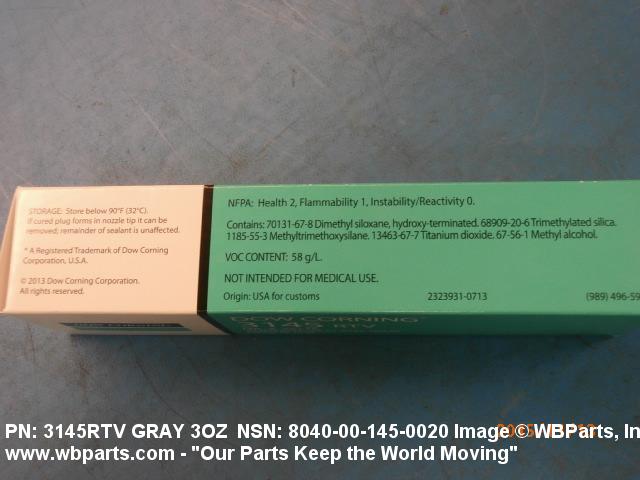 STORAGE: Store below 90°F (32°C).
If cured plug forms in nozzle tip it can be
removed; remainder of sealant is unaffected.
* A Registered Trademark of Dow Corning
Corporation, U.S.A.
© 2013 Dow Corning Corporation.
All rights reserved.
NFPA: Health 2, Flammability 1, Instability/Reactivity 0.
Contains: 70131-67-8 Dimethyl siloxane, hydroxy-terminated. 68909-20-6 Trimethylated silica.
1185-55-3 Methyltrimethoxysilane. 13463-67-7 Titanium dioxide. 67-56-1 Methyl alcohol.
VOC CONTENT: 58 g/L.
NOT INTENDED FOR MEDICAL USE.
Origin: USA for customs 2323931-0713 (989) 496-59
DOW CORNING®
3145 RTV
PN: 3145RTV GRAY 3OZ NSN: 8040-00-145-0020 Image © WBParts, In
www.wbparts.com - "Our Parts Keep the World Moving"